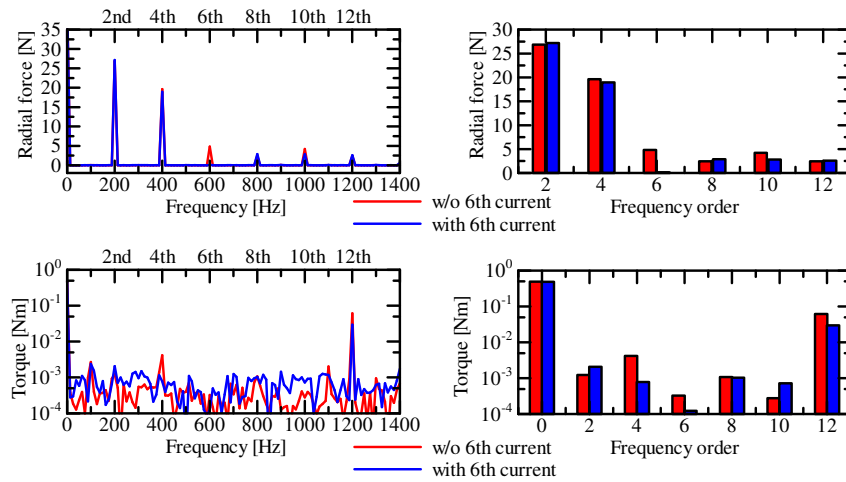 2nd 4th 6th 8th 10th 12th
35
30
25
20
15
10
5
0
Radial force [N]
0 200 400 600 800 1000 1200 1400
Frequency [Hz]
30
25
20
15
10
5
0
Radial force [N]
2 4 6 8 10 12
Frequency order
w/o 6th current
with 6th current
2nd 4th 6th 8th 10th 12th
10^0
10^-1
10^-2
10^-3
10^-4
Torque [Nm]
0 200 400 600 800 1000 1200 1400
Frequency [Hz]
10^0
10^-1
10^-2
10^-3
10^-4
Torque [Nm]
0 2 4 6 8 10 12
Frequency order
w/o 6th current
with 6th current